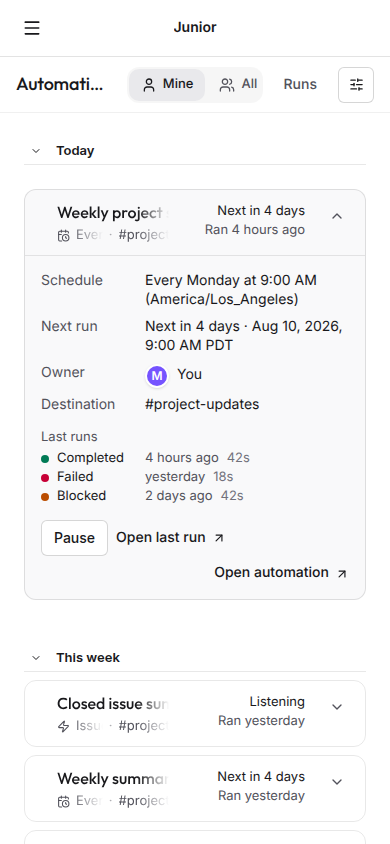 Junior
Automati...
Mine
All
Runs
Today
Weekly project
Next in 4 days
#projec
Ran 4 hours ago
Schedule
Every Monday at 9:00 AM
(America/Los_Angeles)
Next run
Next in 4 days · Aug 10, 2026,
9:00 AM PDT
Owner
M
You
Destination
#project-updates
Last runs
Completed
4 hours ago 42s
Failed
yesterday 18s
Blocked
2 days ago 42s
Pause
Open last run
Open automation
This week
Closed issue sum
Listening
Issu · #projec
Ran yesterday
Weekly summar
Next in 4 days
Ever · #projec
Ran yesterday